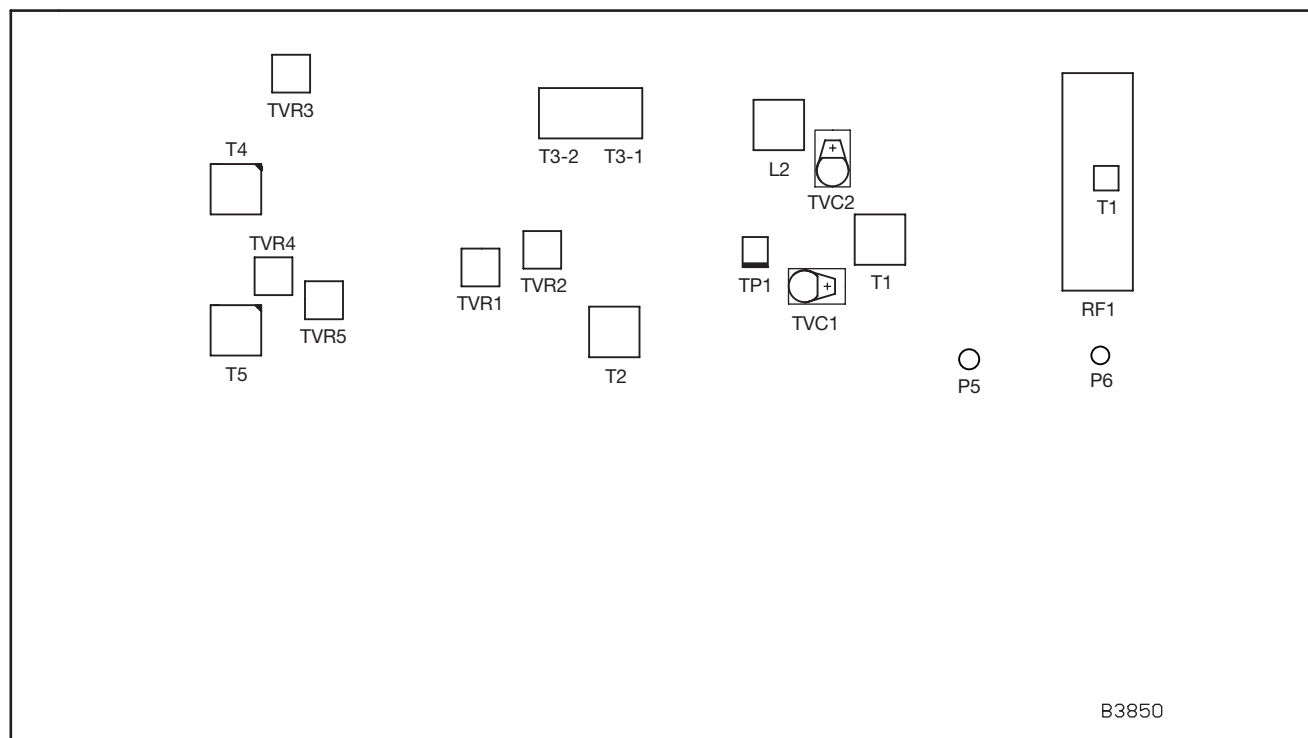 TVR3
T4
T3-2 T3-1
L2
TVC2
T1
TVR4
TVR1
TVR2
TP1
T1
TVC1
RF1
TVR5
T5
T2
P5
P6
B3850